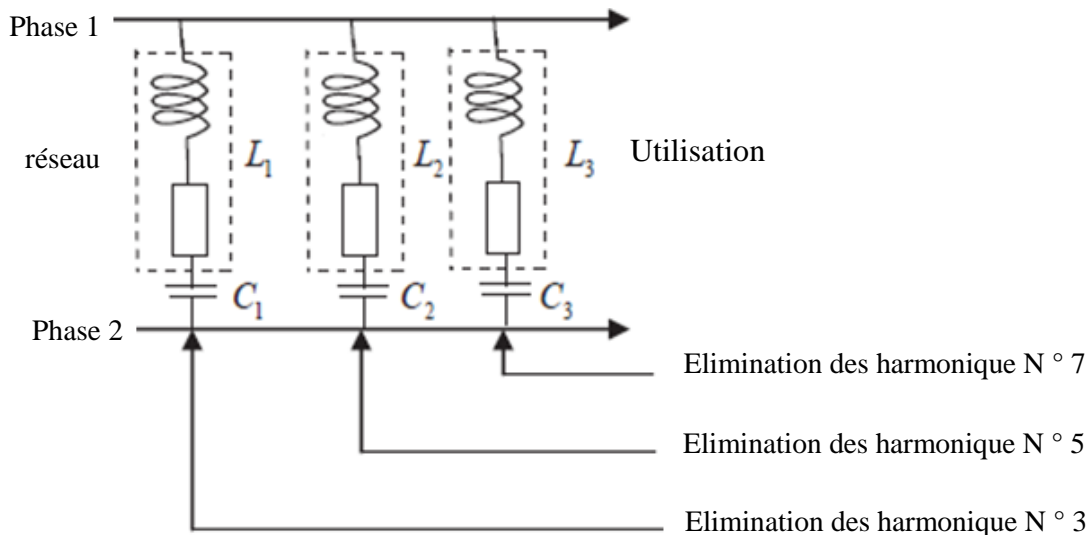 Phase 1
réseau
L1
L2
L3
Utilisation
C1
C2
C3
Phase 2
Elimination des harmonique N ° 7
Elimination des harmonique N ° 5
Elimination des harmonique N ° 3